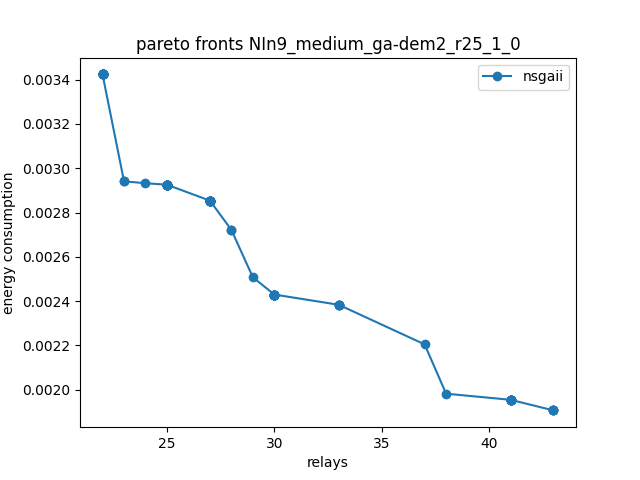 pareto fronts NIn9_medium_ga-dem2_r25_1_0
nsgaii
0.0034
0.0032
0.0030
0.0028
0.0026
0.0024
0.0022
0.0020
energy consumption
25 30 35 40
relays